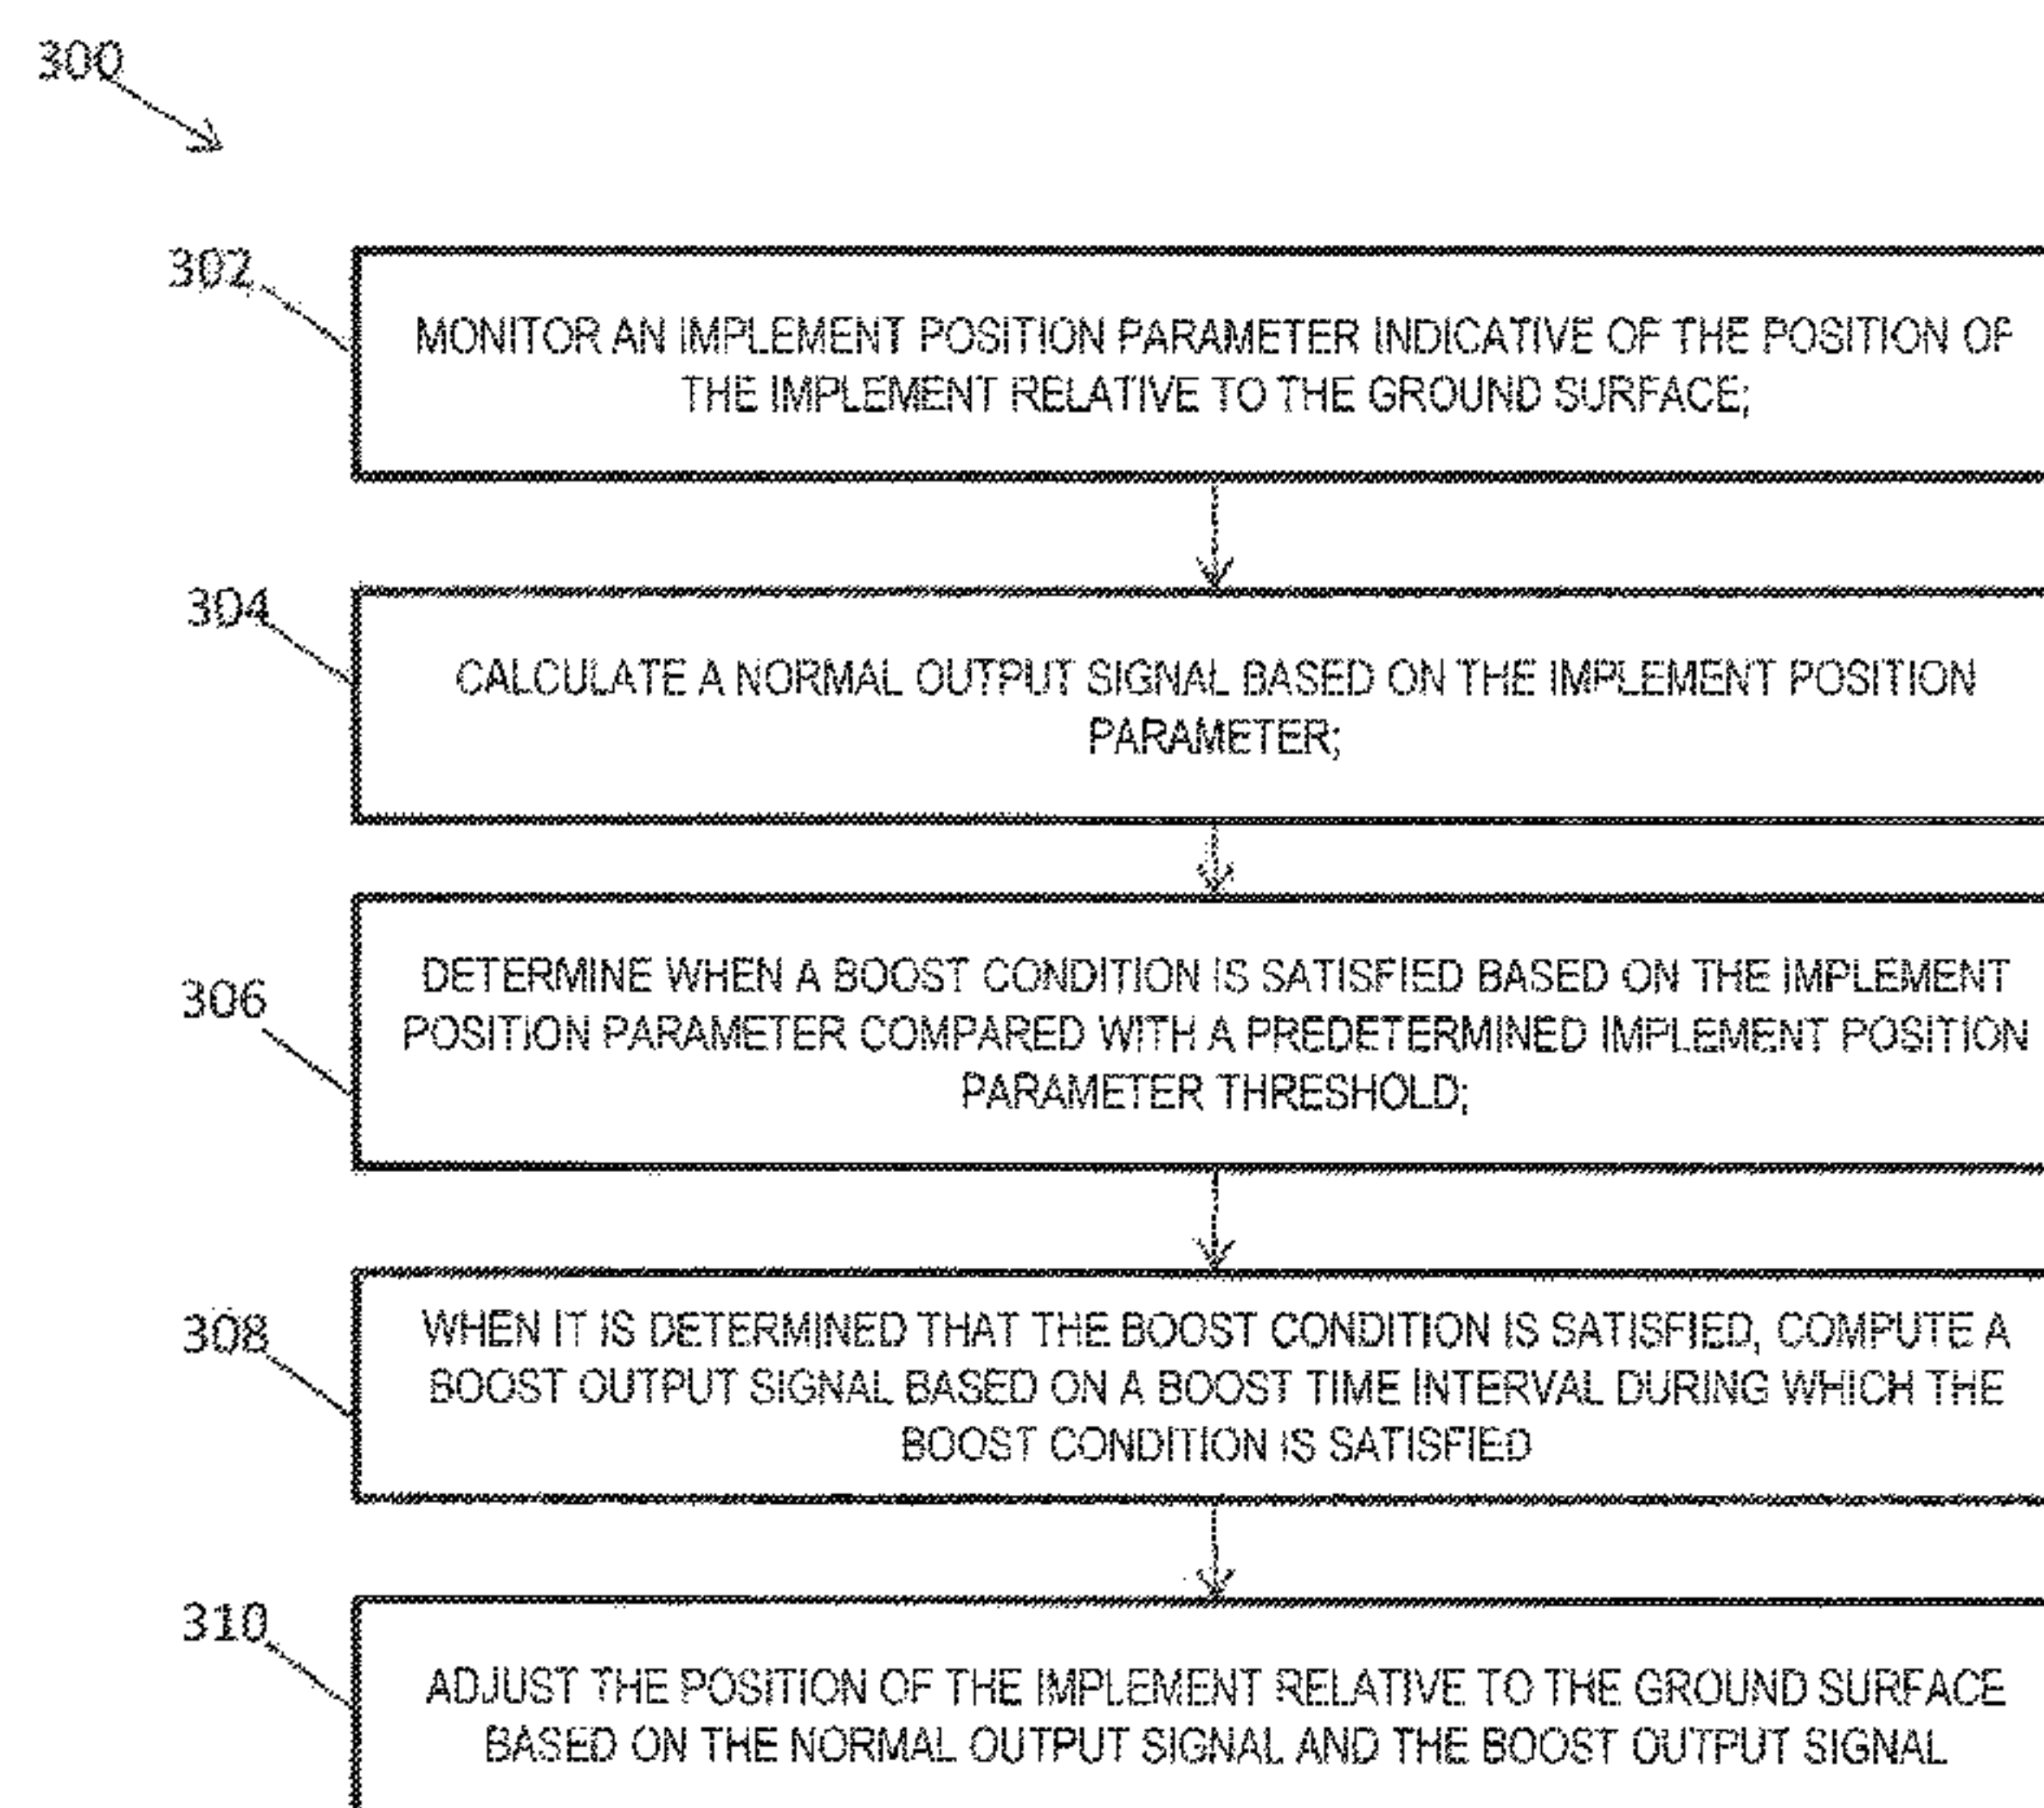 300
302
MONITOR AN IMPLEMENT POSITION PARAMETER INDICATIVE OF THE POSITION OF
THE IMPLEMENT RELATIVE TO THE GROUND SURFACE;
304
CALCULATE A NORMAL OUTPUT SIGNAL BASED ON THE IMPLEMENT POSITION
PARAMETER;
306
DETERMINE WHEN A BOOST CONDITION IS SATISFIED BASED ON THE IMPLEMENT
POSITION PARAMETER COMPARED WITH A PREDETERMINED IMPLEMENT POSITION
PARAMETER THRESHOLD;
308
WHEN IT IS DETERMINED THAT THE BOOST CONDITION IS SATISFIED, COMPUTE A
BOOST OUTPUT SIGNAL BASED ON A BOOST TIME INTERVAL DURING WHICH THE
BOOST CONDITION IS SATISFIED
310
ADJUST THE POSITION OF THE IMPLEMENT RELATIVE TO THE GROUND SURFACE
BASED ON THE NORMAL OUTPUT SIGNAL AND THE BOOST OUTPUT SIGNAL